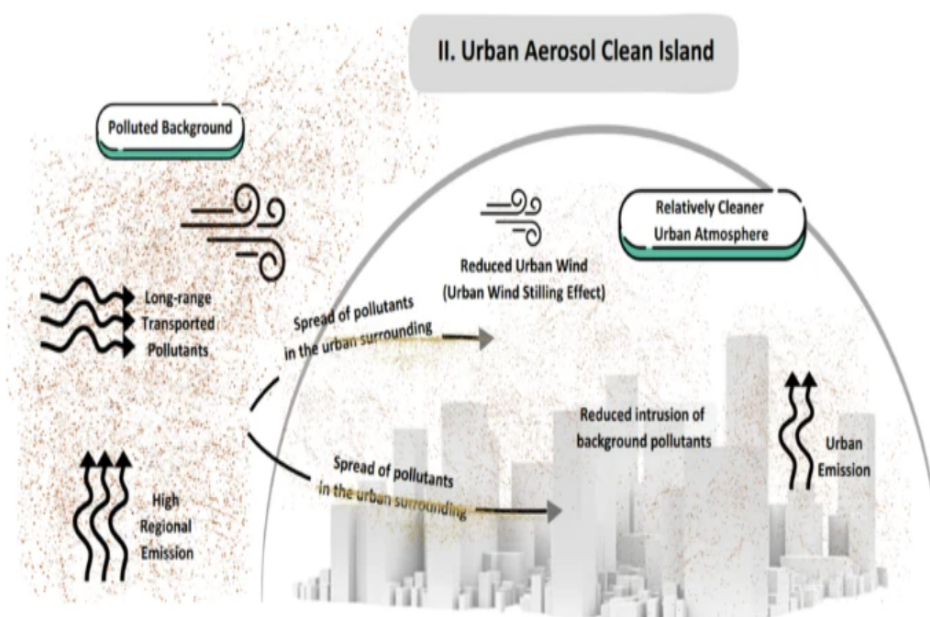 II. Urban Aerosol Clean Island
Polluted Background
Relatively Cleaner
Urban Atmosphere
Reduced Urban Wind
(Urban Wind Stilling Effect)
Long-range
Transported
Pollutants
Spread of pollutants
in the urban surrounding
Reduced intrusion of
background pollutants
Urban
Emission
Spread of pollutants
in the urban surrounding
High
Regional
Emission